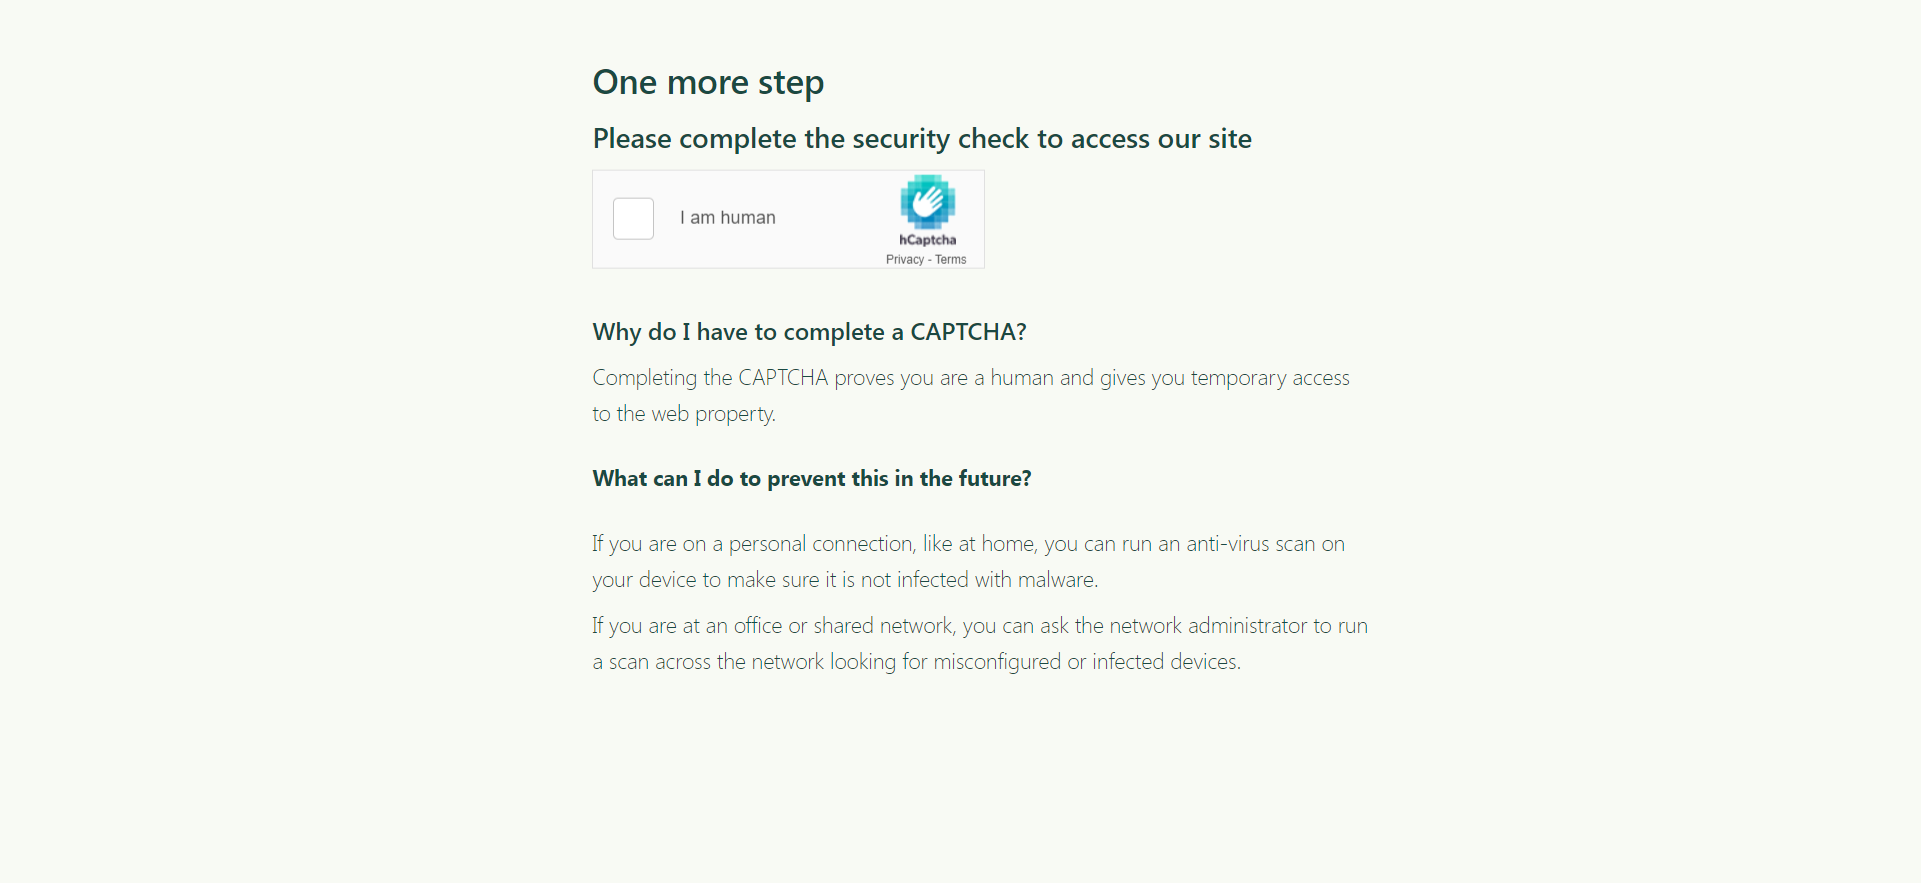 One more step
Please complete the security check to access our site
I am human
hCaptcha
Privacy - Terms
Why do I have to complete a CAPTCHA?
Completing the CAPTCHA proves you are a human and gives you temporary access
to the web property.
What can I do to prevent this in the future?
If you are on a personal connection, like at home, you can run an anti-virus scan on
your device to make sure it is not infected with malware.
If you are at an office or shared network, you can ask the network administrator to run
a scan across the network looking for misconfigured or infected devices.